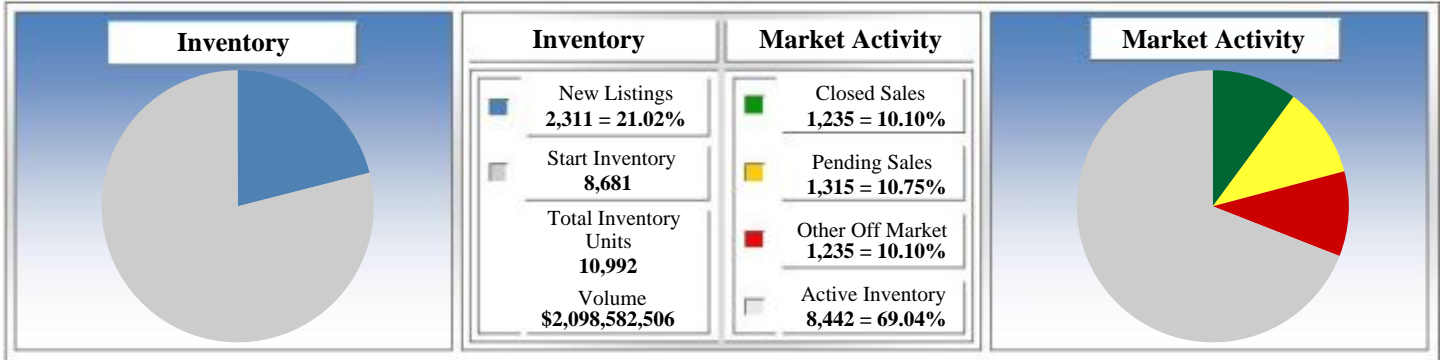 Inventory
Inventory
Market Activity
New Listings
2,311 = 21.02%
Start Inventory
8,681
Total Inventory
Units
10,992
Volume
$2,098,582,506
Closed Sales
1,235 = 10.10%
Pending Sales
1,315 = 10.75%
Other Off Market
1,235 = 10.10%
Active Inventory
8,442 = 69.04%
Market Activity